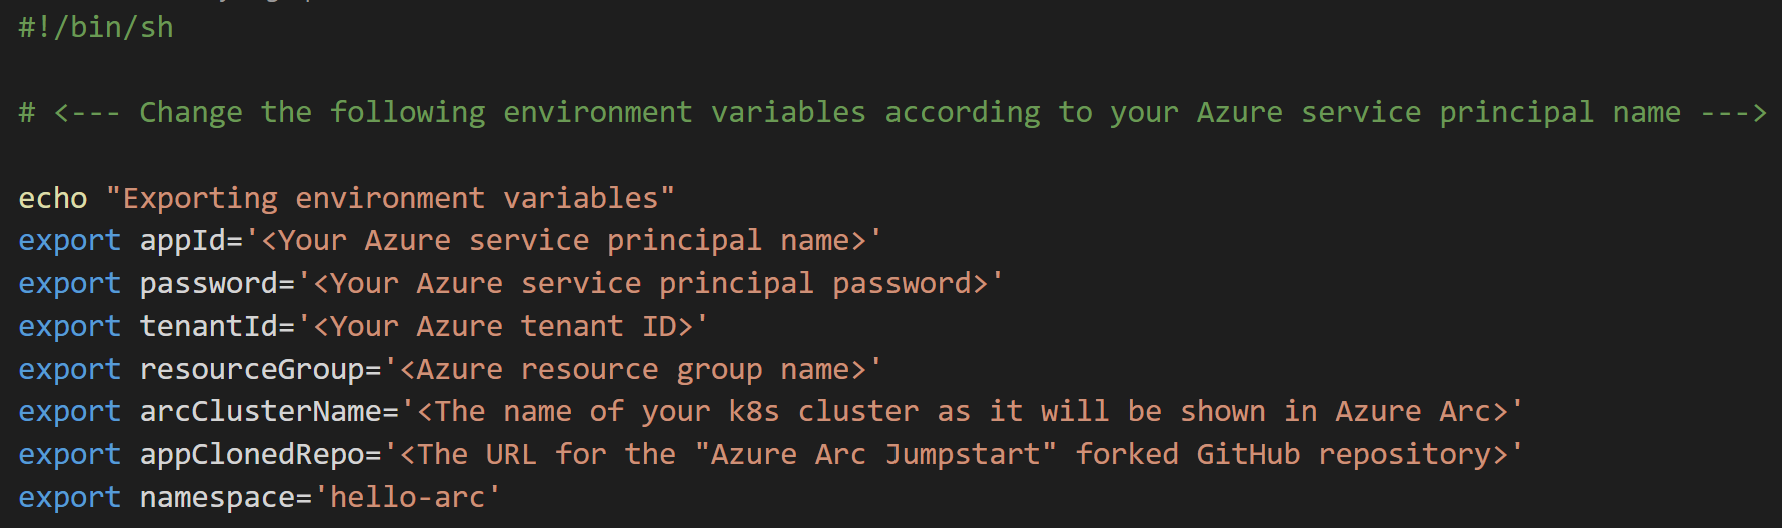 #!/bin/sh
# <--- Change the following environment variables according to your Azure service principal name --->
echo "Exporting environment variables"
export appId='<Your Azure service principal name>'
export password='<Your Azure service principal password>'
export tenantId='<Your Azure tenant ID>'
export resourceGroup='<Azure resource group name>'
export arcClusterName='<The name of your k8s cluster as it will be shown in Azure Arc>'
export appClonedRepo='<The URL for the "Azure Arc Jumpstart" forked GitHub repository>'
export namespace='hello-arc'